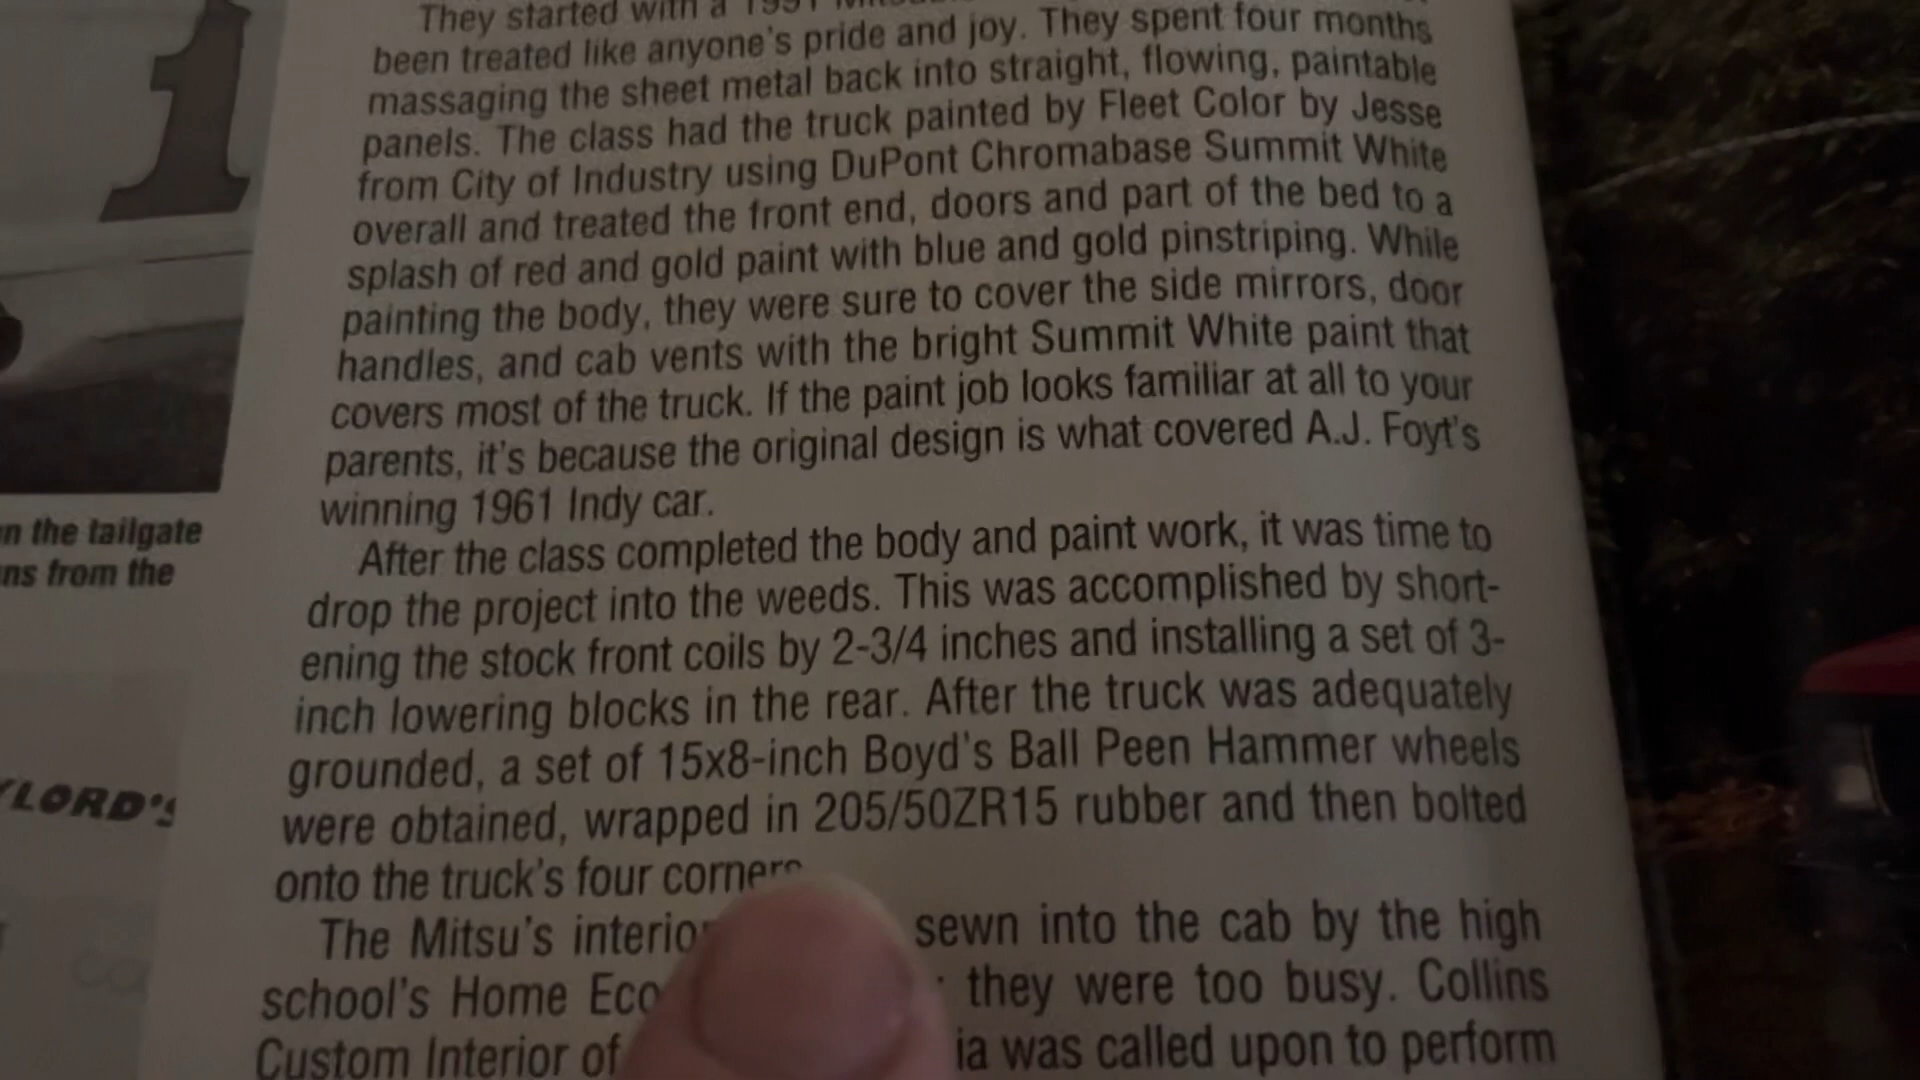 1
They started with a 1991
been treated like anyone's pride and joy. They spent four months
massaging the sheet metal back into straight, flowing, paintable
panels. The class had the truck painted by Fleet Color by Jesse
from City of Industry using DuPont Chromabase Summit White
overall and treated the front end, doors and part of the bed to a
splash of red and gold paint with blue and gold pinstriping. While
painting the body, they were sure to cover the side mirrors, door
handles, and cab vents with the bright Summit White paint that
covers most of the truck. If the paint job looks familiar at all to your
parents, it's because the original design is what covered A.J. Foyt's
winning 1961 Indy car.
After the class completed the body and paint work, it was time to
drop the project into the weeds. This was accomplished by short-
ening the stock front coils by 2-3/4 inches and installing a set of 3-
inch lowering blocks in the rear. After the truck was adequately
grounded, a set of 15x8-inch Boyd's Ball Peen Hammer wheels
were obtained, wrapped in 205/50ZR15 rubber and then bolted
onto the truck's four corners
The Mitsu's interior sewn into the cab by the high
school's Home Eco they were too busy. Collins
Custom Interior of ia was called upon to perform
n the tailgate
ns from the
YLORD'S